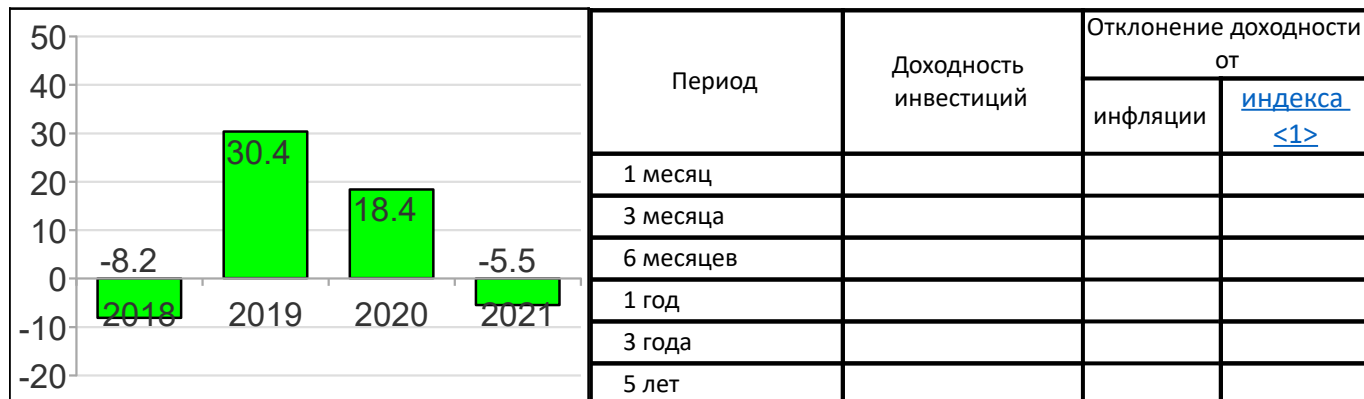 50
40
30
20
10
0
-10
-20
-8.2
30.4
18.4
-5.5
2018
2019
2020
2021
Период
Доходность
инвестиций
Отклонение доходности
от
инфляции
индекса
<1>
1 месяц
3 месяца
6 месяцев
1 год
3 года
5 лет